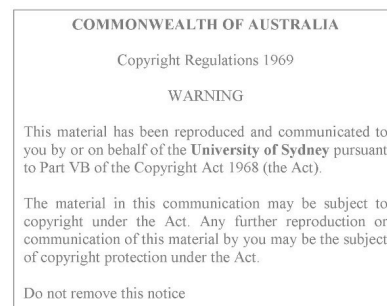 COMMONWEALTH OF AUSTRALIA
Copyright Regulations 1969
WARNING
This material has been reproduced and communicated to
you by or on behalf of the University of Sydney pursuant
to Part VB of the Copyright Act 1968 (the Act).
The material in this communication may be subject to
copyright under the Act. Any further reproduction or
communication of this material by you may be the subject
of copyright protection under the Act.
Do not remove this notice